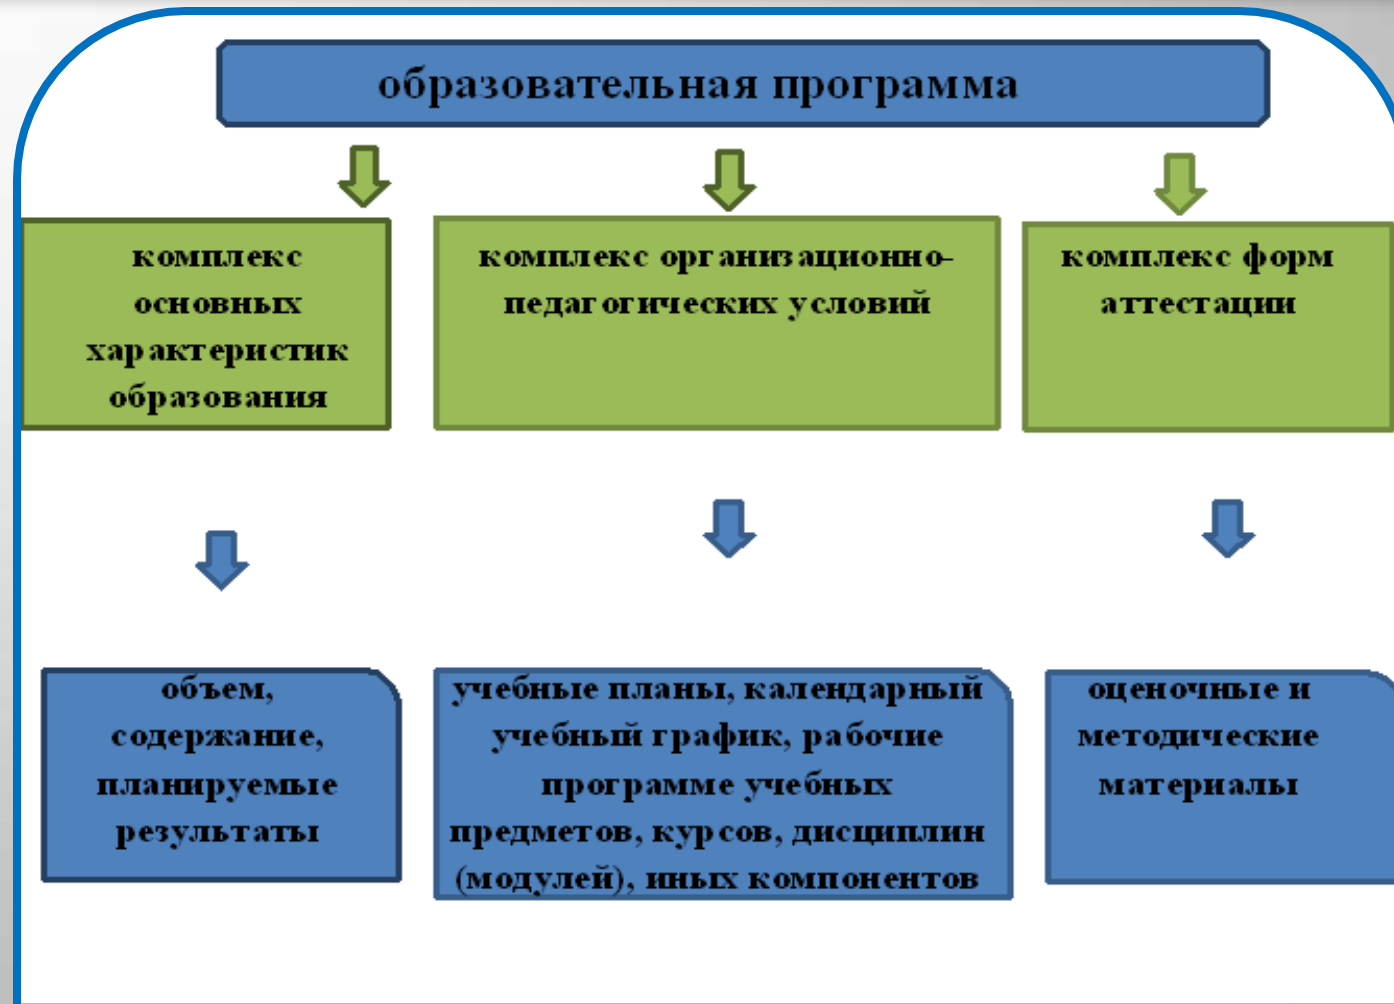 образовательная программа
комплекс
основных
характеристик
образования
комплекс организационно-
педагогических условий
комплекс форм
аттестации
объем,
содержание,
планируемые
результаты
учебные планы, календарный
учебный график, рабочие
программе учебных
предметов, курсов, дисциплин
(модулей), иных компонентов
оценочные и
методические
материалы